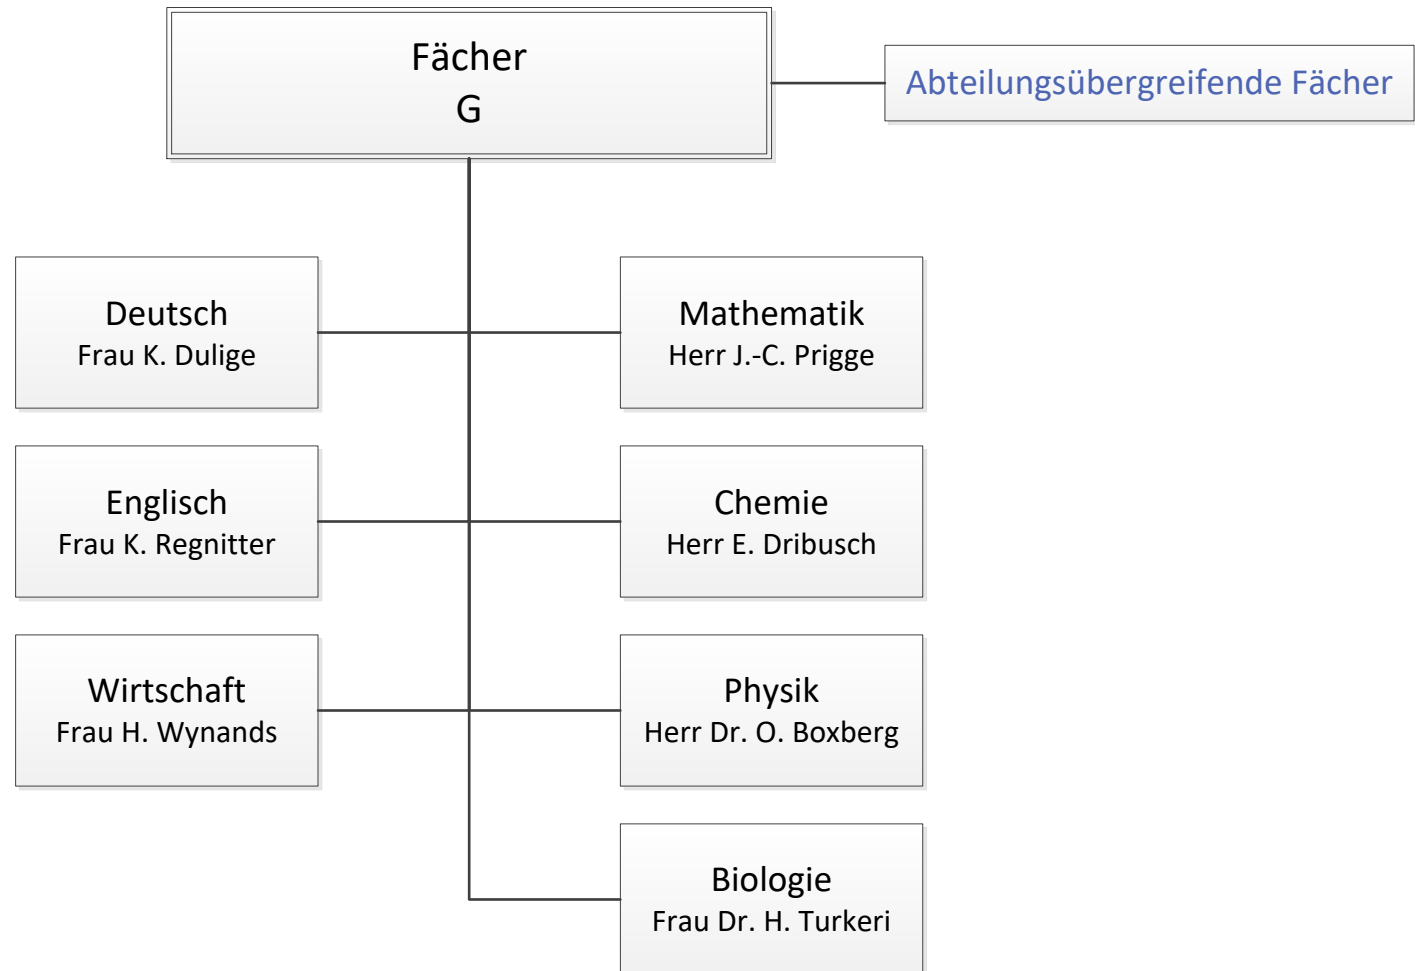 Fächer
G
Abteilungsübergreifende Fächer
Deutsch
Frau K. Dulige
Mathematik
Herr J.-C. Prigge
Englisch
Frau K. Regnitter
Chemie
Herr E. Dribusch
Wirtschaft
Frau H. Wynands
Physik
Herr Dr. O. Boxberg
Biologie
Frau Dr. H. Turkeri